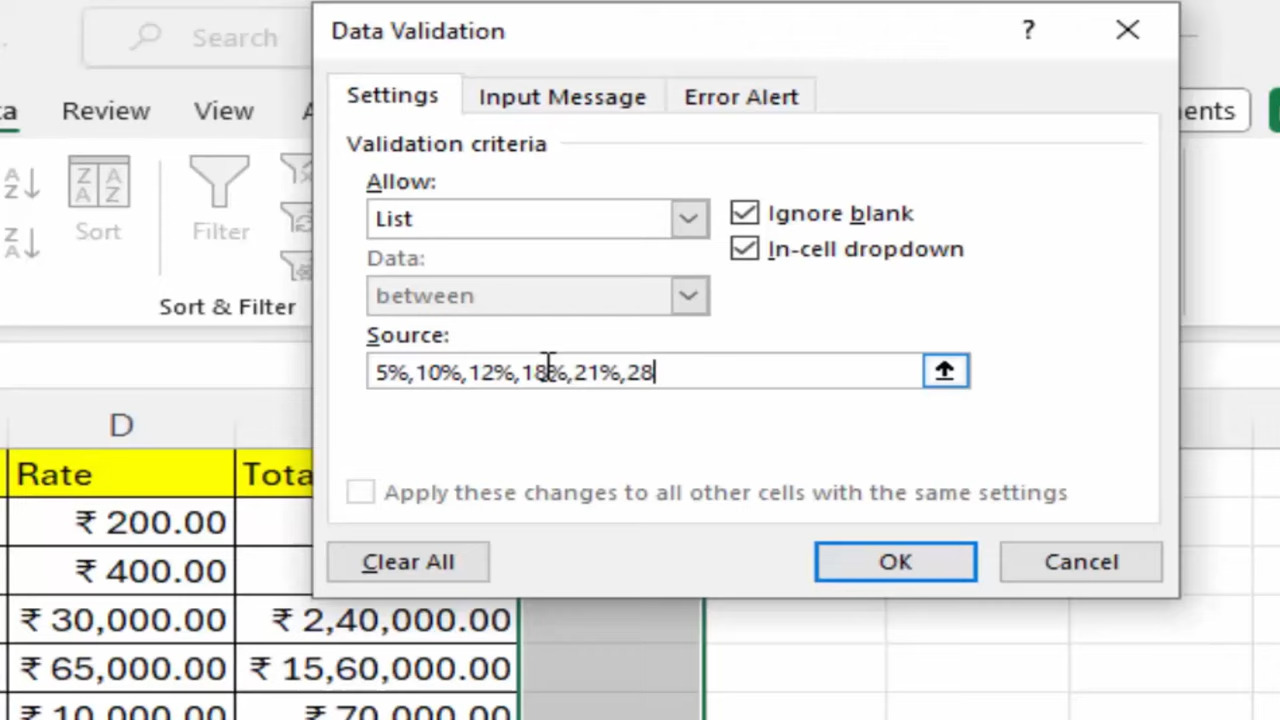 Search
Data Validation
?
Settings
Input Message
Error Alert
a
Review
View
A
ents
Validation criteria
Allow:
List
Ignore blank
In-cell dropdown
Data:
between
Source:
5%,10%,12%,18%,21%,28
A
Z
Z
A
Z A
A Z
Sort
Filter
Sort & Filter
Apply these changes to all other cells with the same settings
Clear All
OK
Cancel
D
Rate
Tota
₹ 200.00
₹ 400.00
₹ 30,000.00
₹ 2,40,000.00
₹ 65,000.00
₹ 15,60,000.00
₹ 10,000.00
₹ 70,000.00